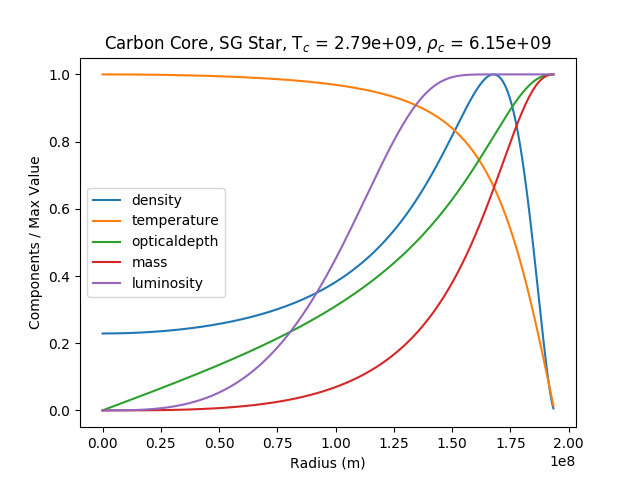 Carbon Core, SG Star, T_c = 2.79e+09, ρ_c = 6.15e+09
Components / Max Value
1.0
0.8
0.6
0.4
0.2
0.0
density
temperature
opticaldepth
mass
luminosity
0.00 0.25 0.50 0.75 1.00 1.25 1.50 1.75 2.00
1e8
Radius (m)